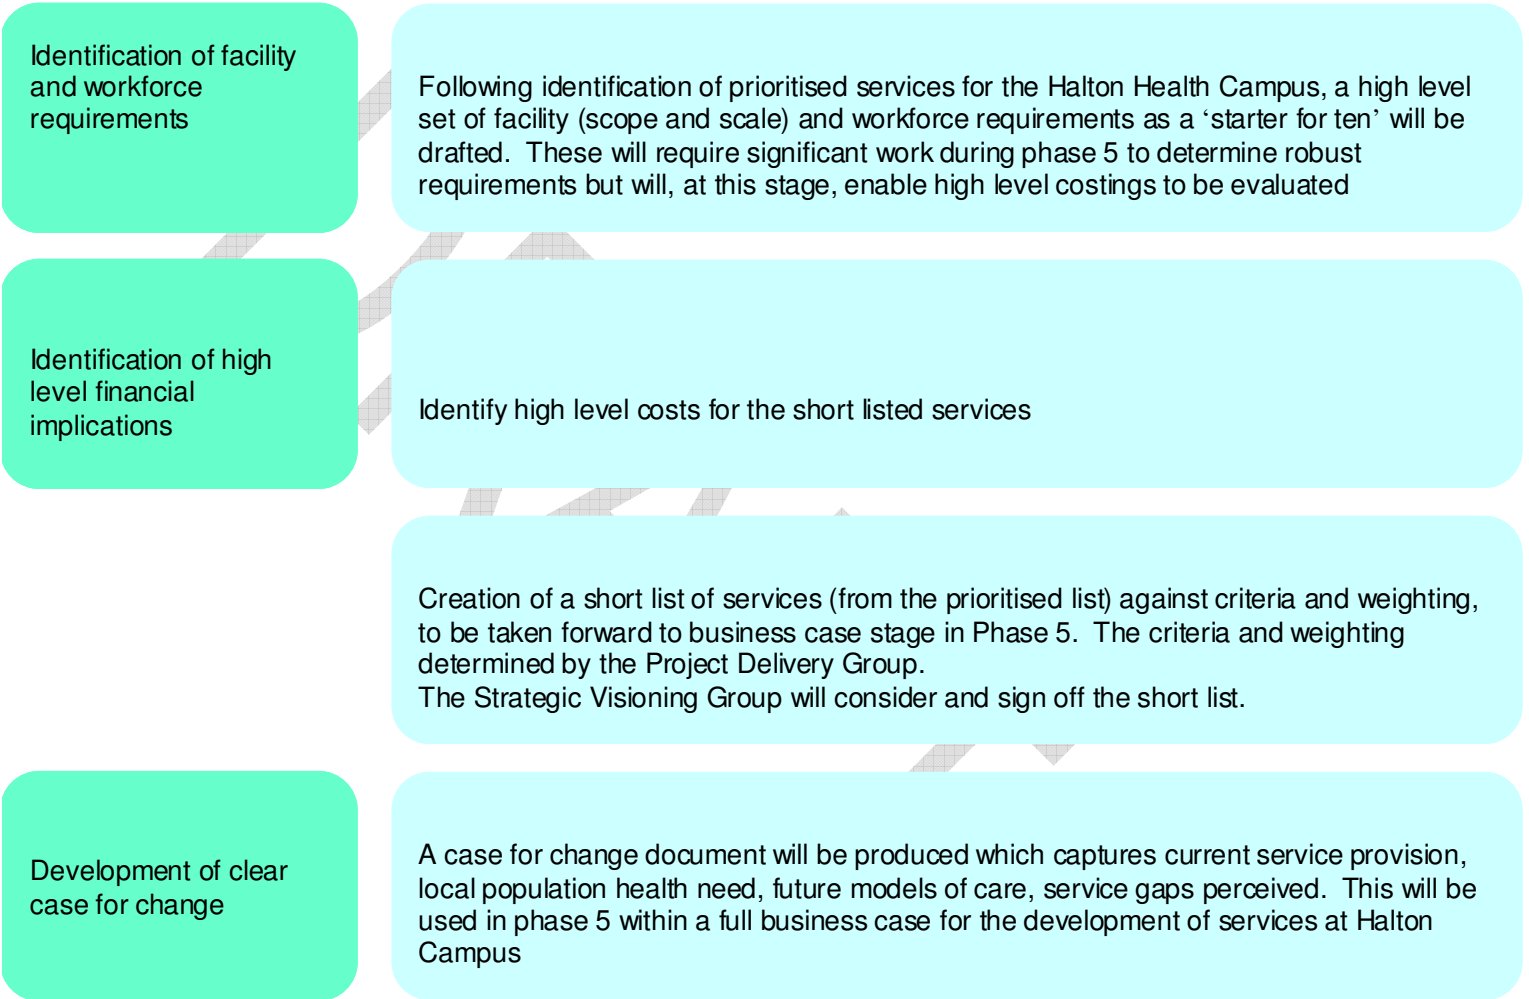 Identification of facility
and workforce
requirements
Following identification of prioritised services for the Halton Health Campus, a high level
set of facility (scope and scale) and workforce requirements as a ‘starter for ten’ will be
drafted.  These will require significant work during phase 5 to determine robust
requirements but will, at this stage, enable high level costings to be evaluated
Identification of high
level financial
implications
Identify high level costs for the short listed services
Creation of a short list of services (from the prioritised list) against criteria and weighting,
to be taken forward to business case stage in Phase 5.  The criteria and weighting
determined by the Project Delivery Group.
The Strategic Visioning Group will consider and sign off the short list.
Development of clear
case for change
A case for change document will be produced which captures current service provision,
local population health need, future models of care, service gaps perceived.  This will be
used in phase 5 within a full business case for the development of services at Halton
Campus